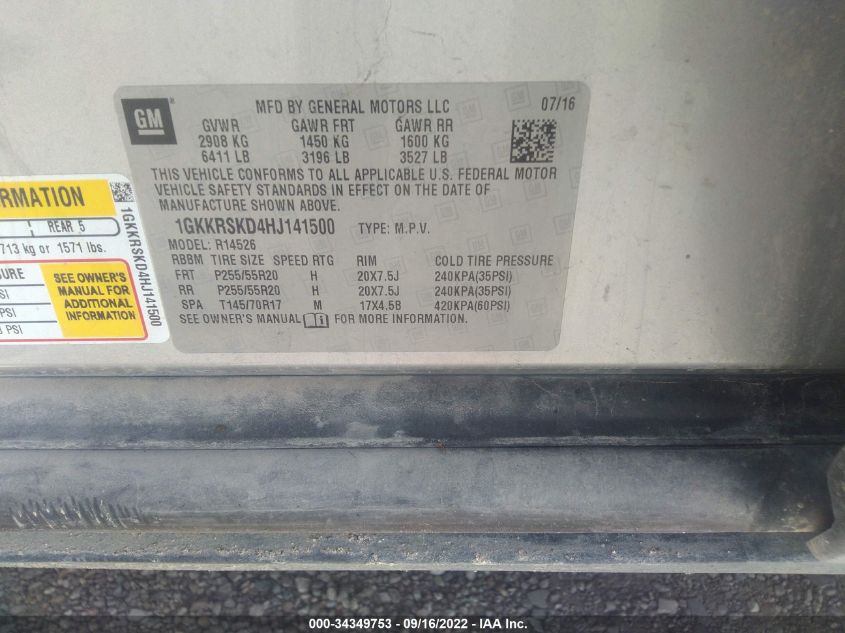 GM
MFD BY GENERAL MOTORS LLC 07/16
GVWR GAWR FRT GAWR RR
2908 KG 1450 KG 1600 KG
6411 LB 3196 LB 3527 LB
THIS VEHICLE CONFORMS TO ALL APPLICABLE U.S. FEDERAL MOTOR
VEHICLE SAFETY STANDARDS IN EFFECT ON THE DATE OF
MANUFACTURE SHOWN ABOVE.
1GKKRSKD4HJ141500 TYPE: M.P.V.
MODEL: R14526
RBBM TIRE SIZE SPEED RTG RIM COLD TIRE PRESSURE
FRT P255/55R20 H 20X7.5J 240KPA(35PSI)
RR P255/55R20 H 20X7.5J 240KPA(35PSI)
SPA T145/70R17 M 17X4.5B 420KPA(60PSI)
SEE OWNER'S MANUAL FOR MORE INFORMATION.
RMATION
REAR 5
713 kg or 1571 lbs.
SURE
SI
PSI
PSI
SEE OWNER'S
MANUAL FOR
ADDITIONAL
INFORMATION
1GKKRSKD4HJ141500
000-34349753 - 09/16/2022 - © IAA Inc.